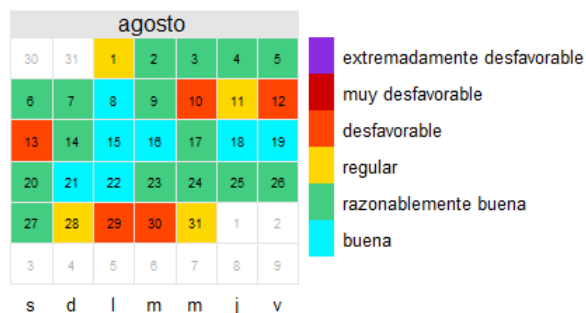 agosto
30 31 1 2 3 4 5
6 7 8 9 10 11 12
13 14 15 16 17 18 19
20 21 22 23 24 25 26
27 28 29 30 31 1 2
3 4 5 6 7 8 9
s d l m m j v
extremadamente desfavorable
muy desfavorable
desfavorable
regular
razonablemente buena
buena